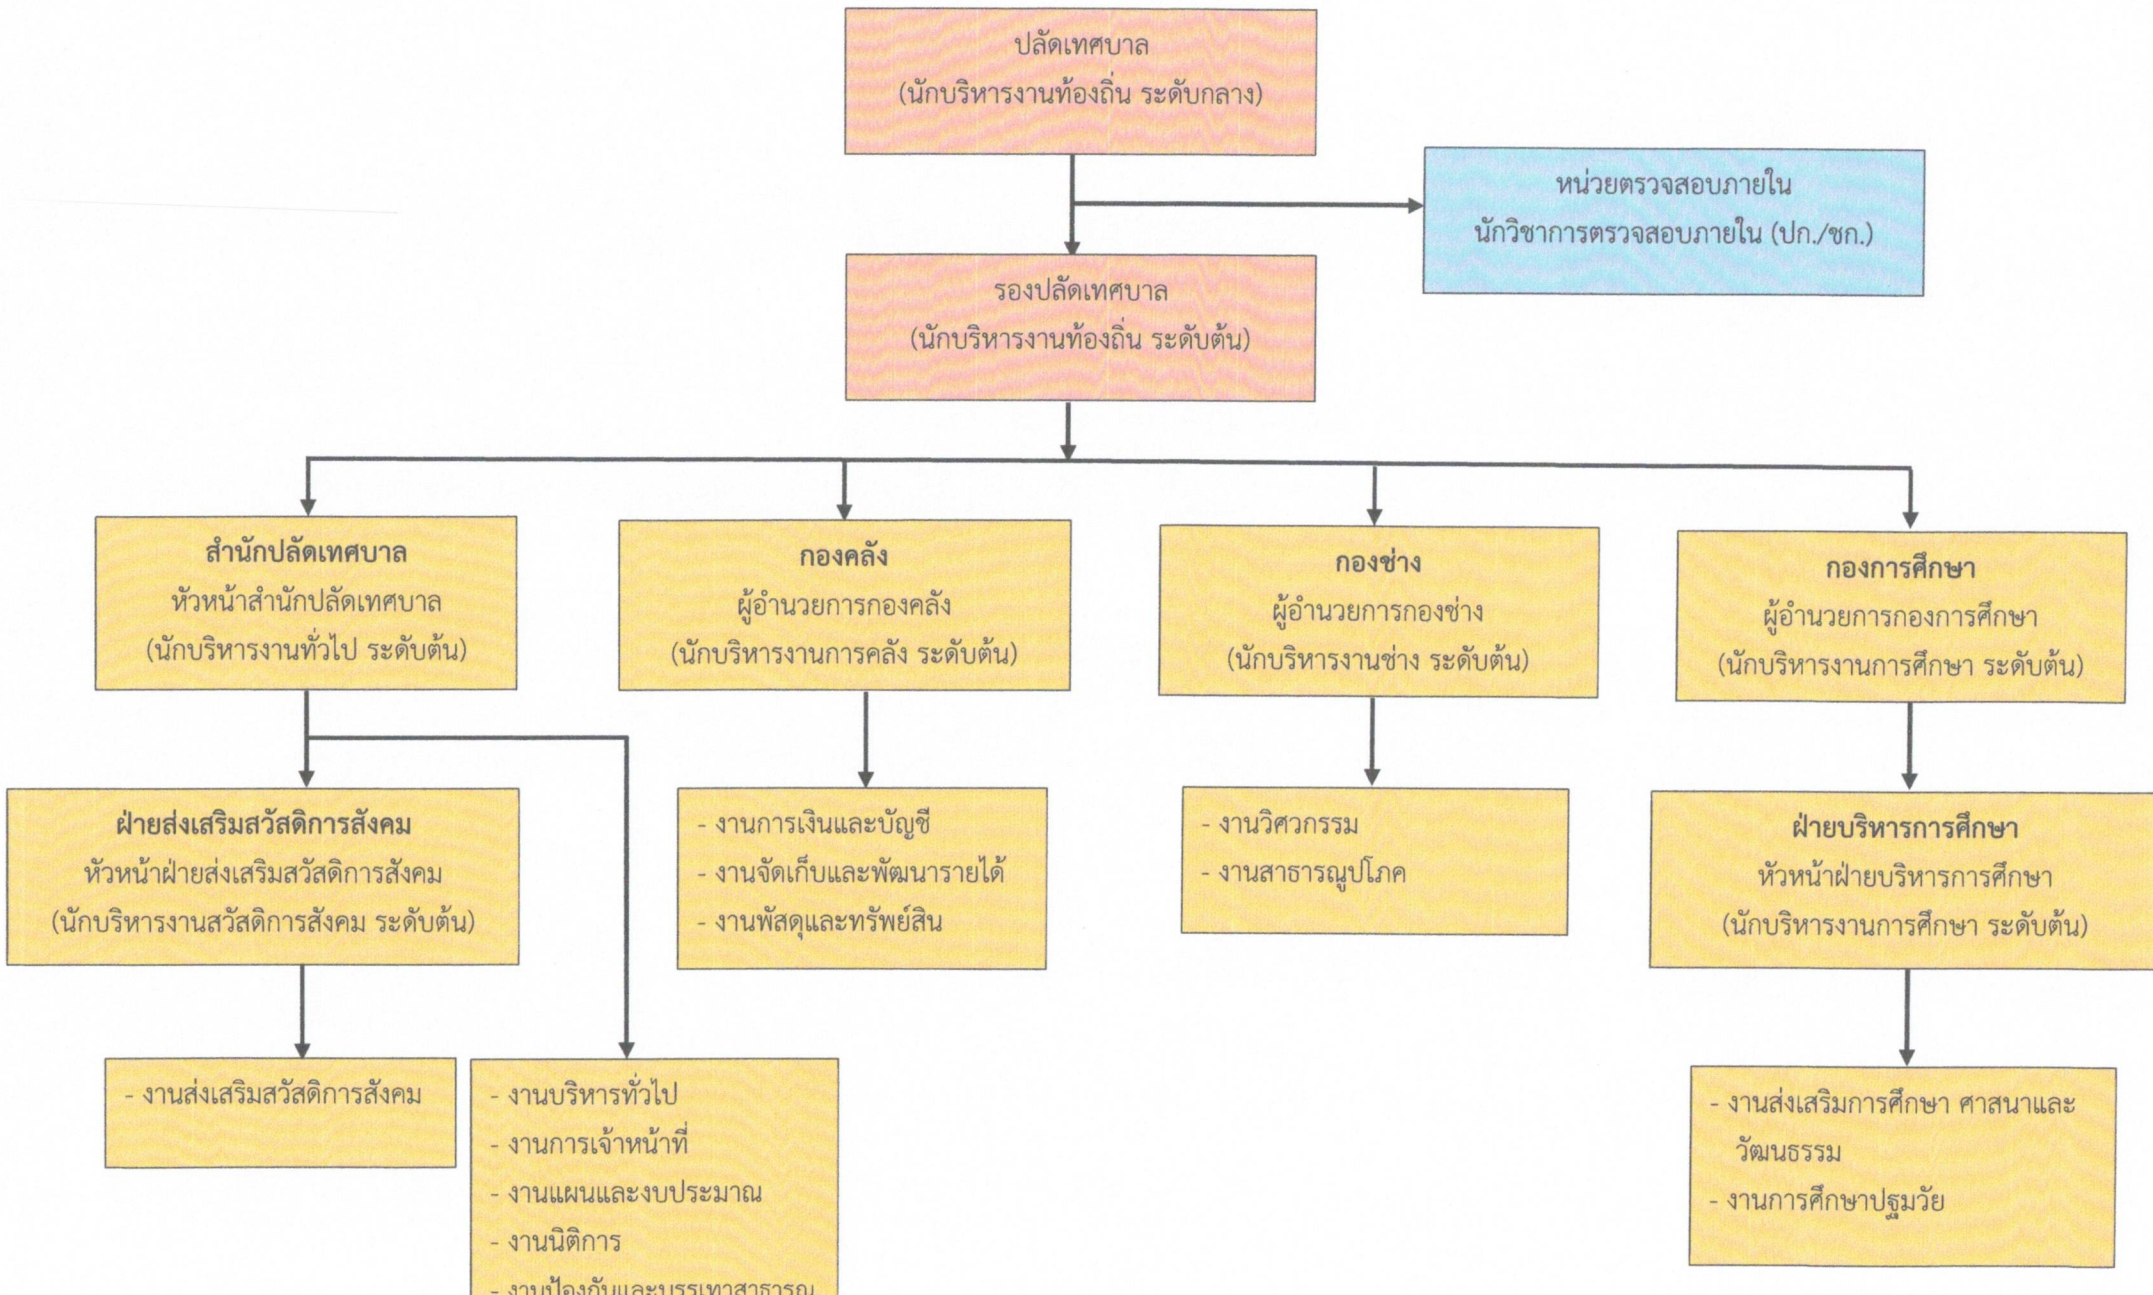 ปลัดเทศบาล
(นักบริหารงานท้องถิ่น ระดับกลาง)
หน่วยตรวจสอบภายใน
นักวิชาการตรวจสอบภายใน (ปก./ชก.)
รองปลัดเทศบาล
(นักบริหารงานท้องถิ่น ระดับต้น)
สำนักปลัดเทศบาล
หัวหน้าสำนักปลัดเทศบาล
(นักบริหารงานทั่วไป ระดับต้น)
กองคลัง
ผู้อำนวยการกองคลัง
(นักบริหารงานการคลัง ระดับต้น)
กองช่าง
ผู้อำนวยการกองช่าง
(นักบริหารงานช่าง ระดับต้น)
กองการศึกษา
ผู้อำนวยการกองการศึกษา
(นักบริหารงานการศึกษา ระดับต้น)
ฝ่ายส่งเสริมสวัสดิการสังคม
หัวหน้าฝ่ายส่งเสริมสวัสดิการสังคม
(นักบริหารงานสวัสดิการสังคม ระดับต้น)
- งานการเงินและบัญชี
- งานจัดเก็บและพัฒนารายได้
- งานพัสดุและทรัพย์สิน
- งานวิศวกรรม
- งานสาธารณูปโภค
ฝ่ายบริหารการศึกษา
หัวหน้าฝ่ายบริหารการศึกษา
(นักบริหารงานการศึกษา ระดับต้น)
- งานส่งเสริมสวัสดิการสังคม
- งานบริหารทั่วไป
- งานการเจ้าหน้าที่
- งานแผนและงบประมาณ
- งานนิติการ
- งานป้องกันและบรรเทาสาธารณ
- งานส่งเสริมการศึกษา ศาสนาและ
วัฒนธรรม
- งานการศึกษาปฐมวัย